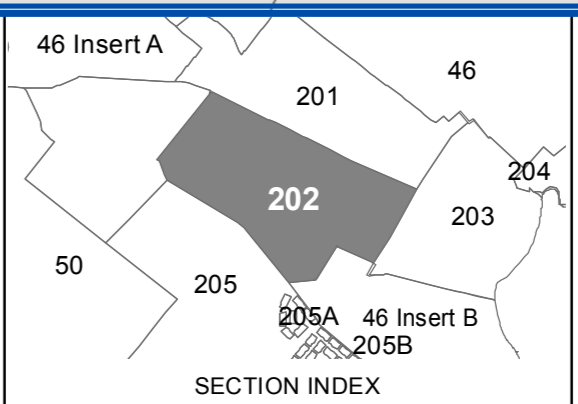 46 Insert A
46
201
204
202
203
50
205
205A
46 Insert B
205B
SECTION INDEX